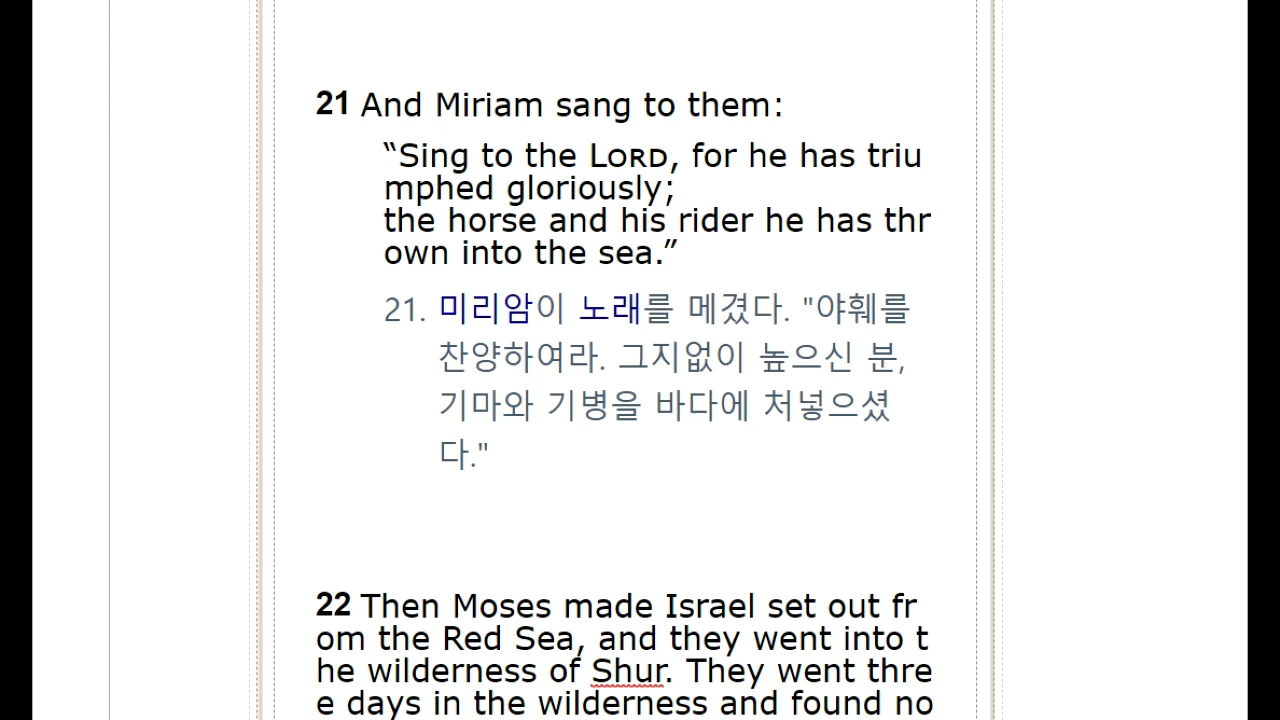 21 And Miriam sang to them:
“Sing to the LORD, for he has triu
mphed gloriously;
the horse and his rider he has thr
own into the sea.”
21. 미리암이 노래를 메겼다. "야훼를
찬양하여라. 그지없이 높으신 분,
기마와 기병을 바다에 처넣으셨
다."
22 Then Moses made Israel set out fr
om the Red Sea, and they went into t
he wilderness of Shur. They went thre
e days in the wilderness and found no